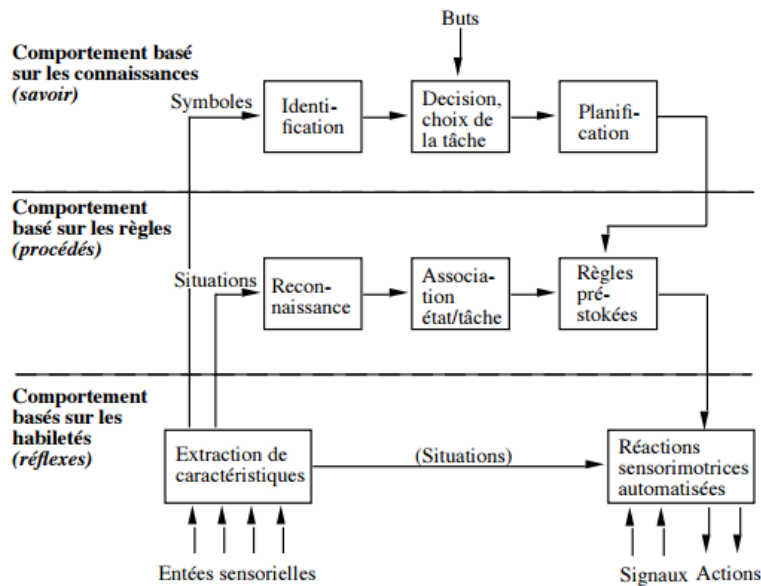 Buts
Comportement basé
sur les connaissances
(savoir)
Symboles
Identi-
fication
Decision,
choix de
la tâche
Planifi-
cation
Comportement
basé sur les règles
(procédés)
Situations
Recon-
naissance
Associa-
tion
état/tâche
Règles
pré-
stokées
Comportement
basés sur les
habiletés
(réflexes)
Extraction de
caractéristiques
(Situations)
Réactions
sensorimotrices
automatisées
Entées sensorielles
Signaux
Actions